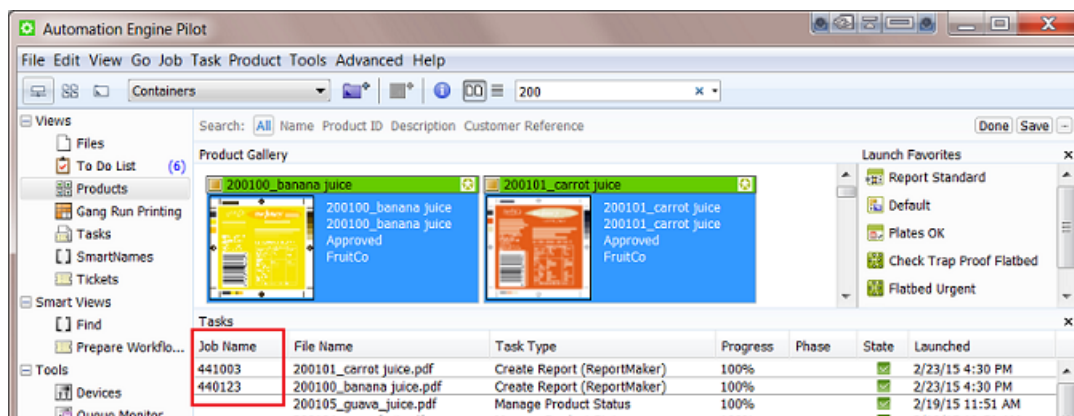 Automation Engine Pilot
File Edit View Go Job Task Product Tools Advanced Help
Containers
200
Views
Files
To Do List (6)
Products
Gang Run Printing
Tasks
[ ] SmartNames
Tickets
Smart Views
[ ] Find
Prepare Workflo...
Tools
Devices
Queue Monitor
Search: All Name Product ID Description Customer Reference
Done Save
Product Gallery
200100_banana juice
200100_banana juice
200100_banana juice
Approved
FruitCo
200101_carrot juice
200101_carrot juice
200101_carrot juice
Approved
FruitCo
Launch Favorites
Report Standard
Default
Plates OK
Check Trap Proof Flatbed
Flatbed Urgent
Tasks
Job Name File Name Task Type Progress Phase State Launched
441003 200101_carrot juice.pdf Create Report (ReportMaker) 100% 2/23/15 4:30 PM
440123 200100_banana juice.pdf Create Report (ReportMaker) 100% 2/23/15 4:30 PM
200105_guava_juice.pdf Manage Product Status 100% 2/19/15 11:51 AM